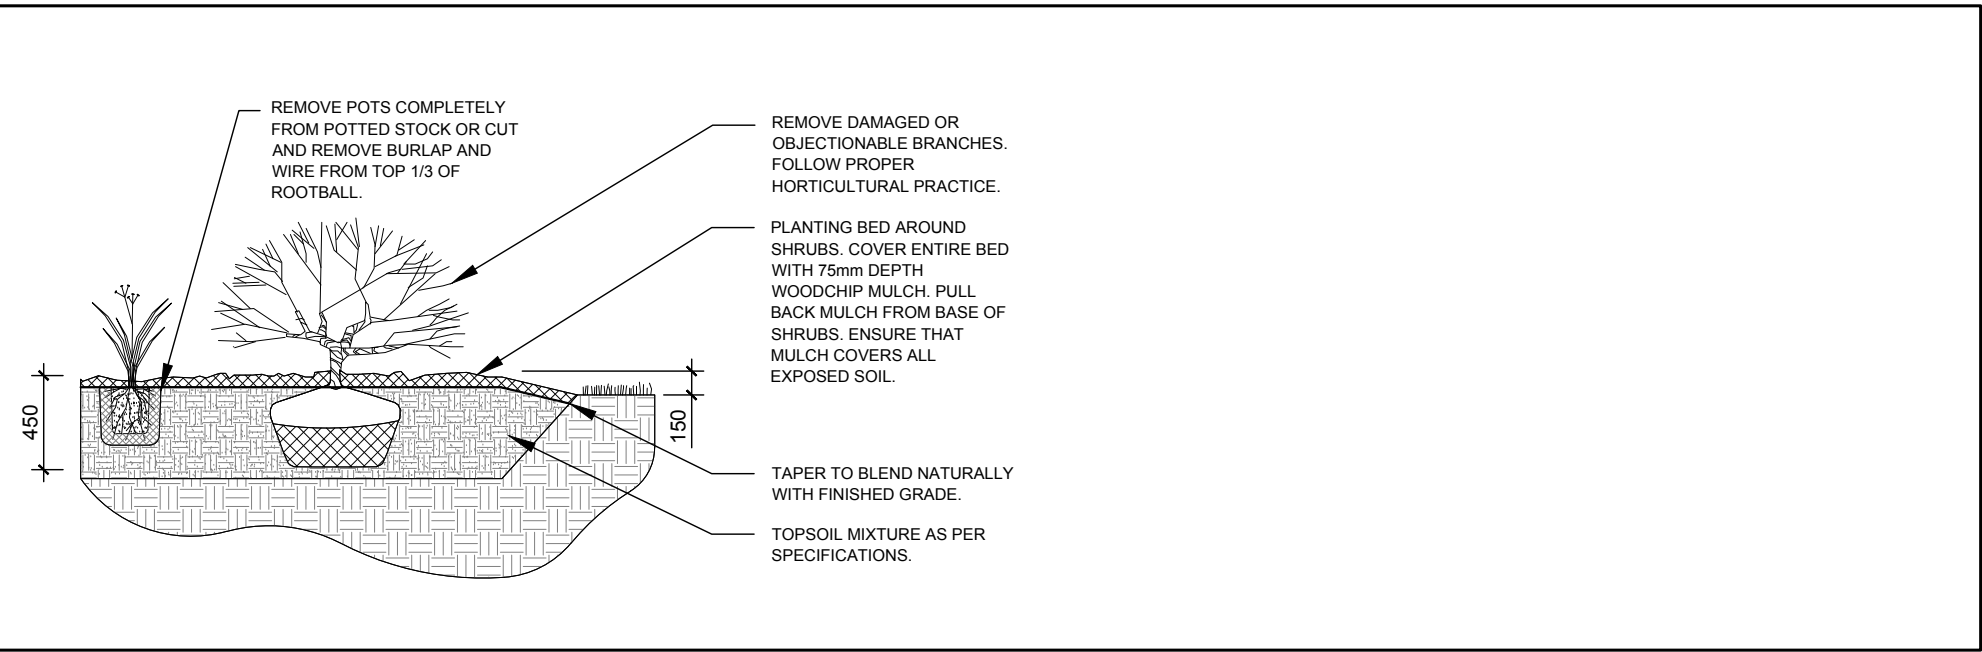 REMOVE POTS COMPLETELY
FROM POTTED STOCK OR CUT
AND REMOVE BURLAP AND
WIRE FROM TOP 1/3 OF
ROOTBALL.
REMOVE DAMAGED OR
OBJECTIONABLE BRANCHES.
FOLLOW PROPER
HORTICULTURAL PRACTICE.
PLANTING BED AROUND
SHRUBS. COVER ENTIRE BED
WITH 75mm DEPTH
WOODCHIP MULCH. PULL
BACK MULCH FROM BASE OF
SHRUBS. ENSURE THAT
MULCH COVERS ALL
EXPOSED SOIL.
450
150
TAPER TO BLEND NATURALLY
WITH FINISHED GRADE.
TOPSOIL MIXTURE AS PER
SPECIFICATIONS.